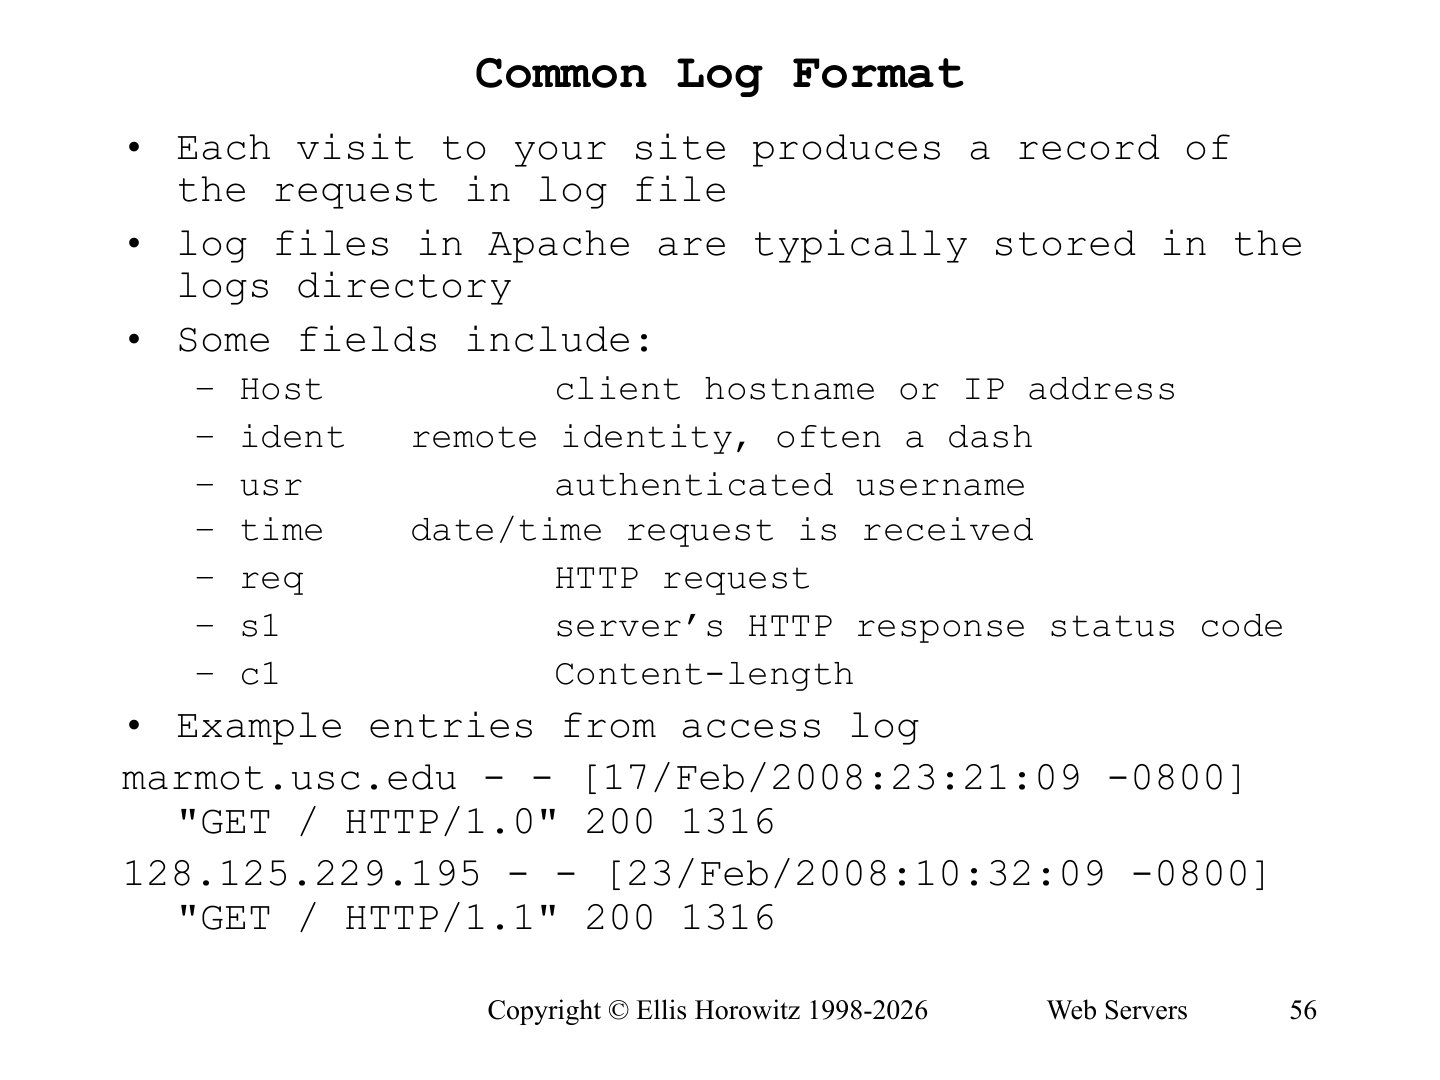 Common Log Format
• Each visit to your site produces a record of
the request in log file
• log files in Apache are typically stored in the
logs directory
• Some fields include:
– Host client hostname or IP address
– ident remote identity, often a dash
– usr authenticated username
– time date/time request is received
– req HTTP request
– s1 server’s HTTP response status code
– c1 Content-length
• Example entries from access log
marmot.usc.edu - - [17/Feb/2008:23:21:09 -0800]
"GET / HTTP/1.0" 200 1316
128.125.229.195 - - [23/Feb/2008:10:32:09 -0800]
"GET / HTTP/1.1" 200 1316
Copyright © Ellis Horowitz 1998-2026 Web Servers 56